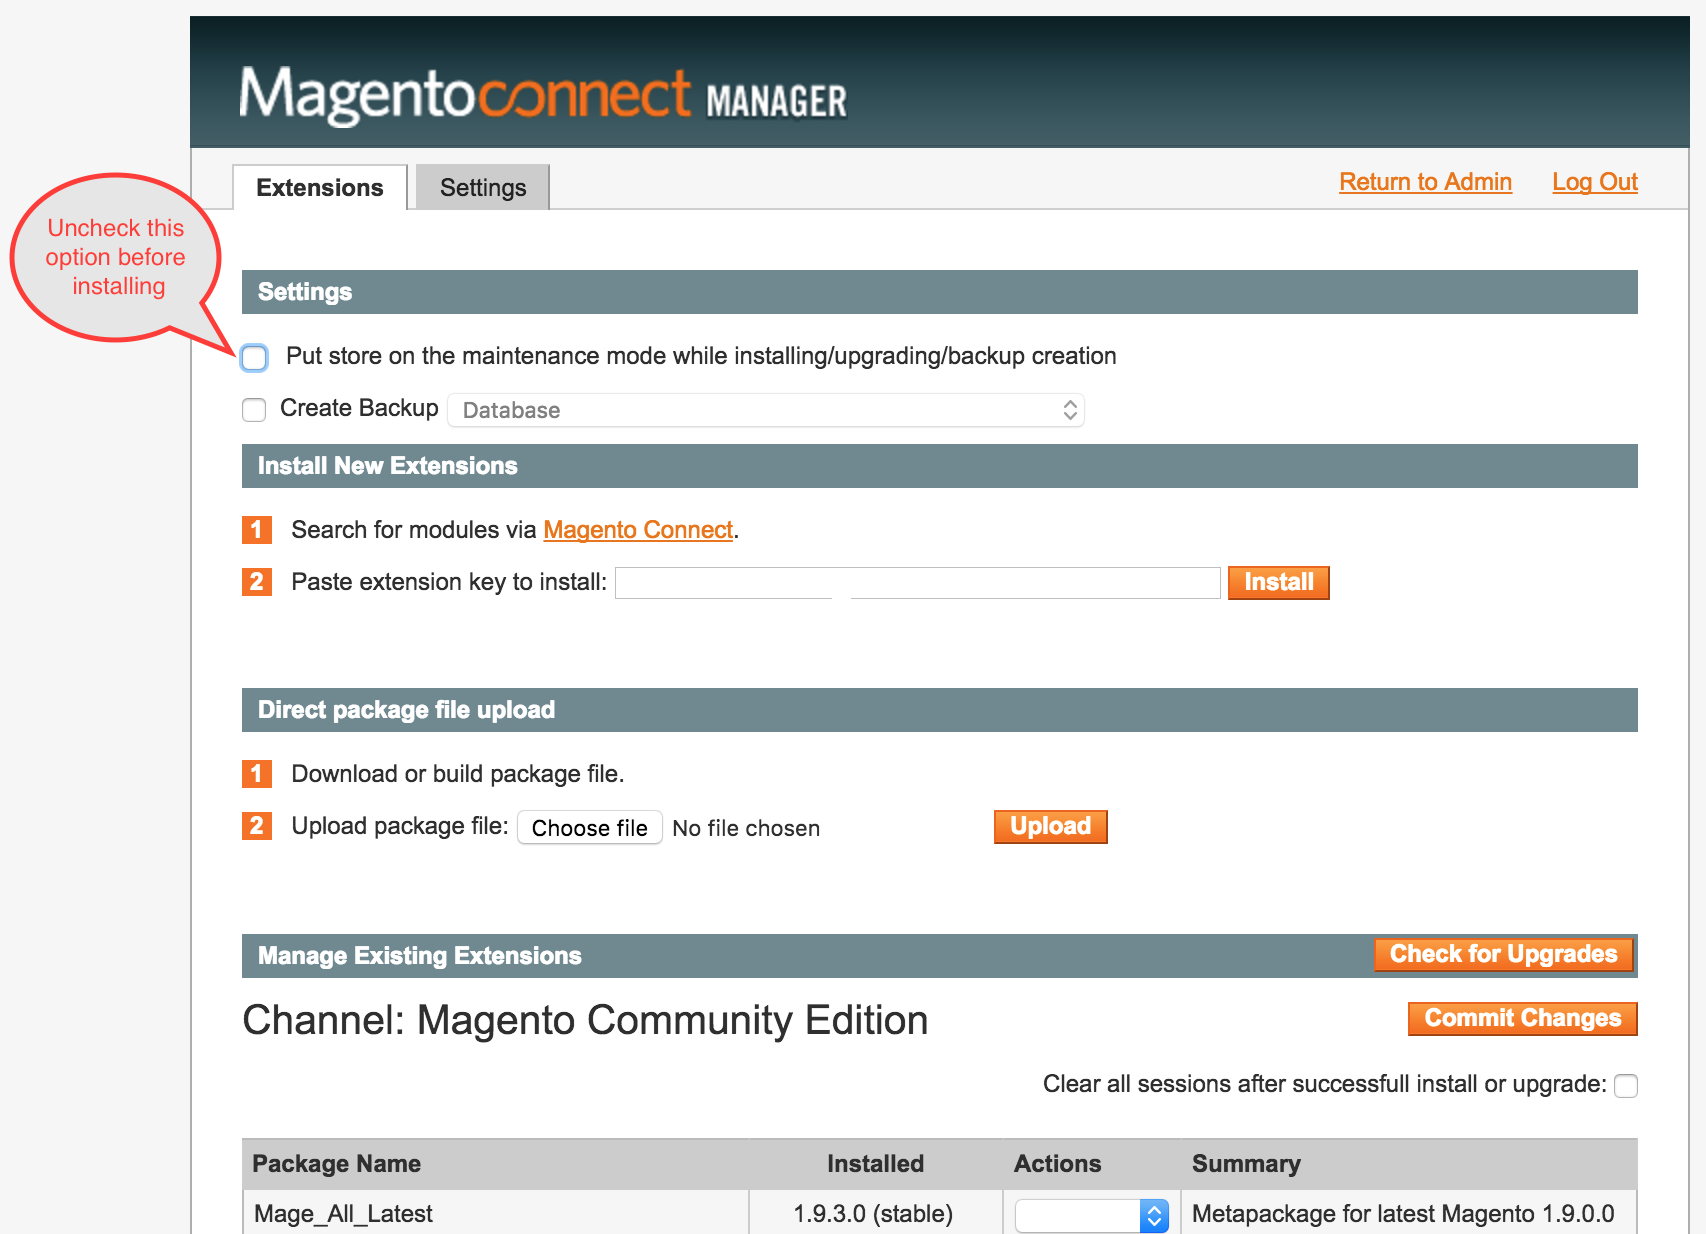 Magento connect MANAGER
Extensions
Settings
Return to Admin
Log Out
Uncheck this
option before
installing
Settings
Put store on the maintenance mode while installing/upgrading/backup creation
Create Backup Database
Install New Extensions
1 Search for modules via Magento Connect.
2 Paste extension key to install: Install
Direct package file upload
1 Download or build package file.
2 Upload package file: Choose file No file chosen Upload
Manage Existing Extensions Check for Upgrades
Channel: Magento Community Edition Commit Changes
Clear all sessions after successfull install or upgrade:
Package Name Installed Actions Summary
Mage_All_Latest 1.9.3.0 (stable) Metapackage for latest Magento 1.9.0.0